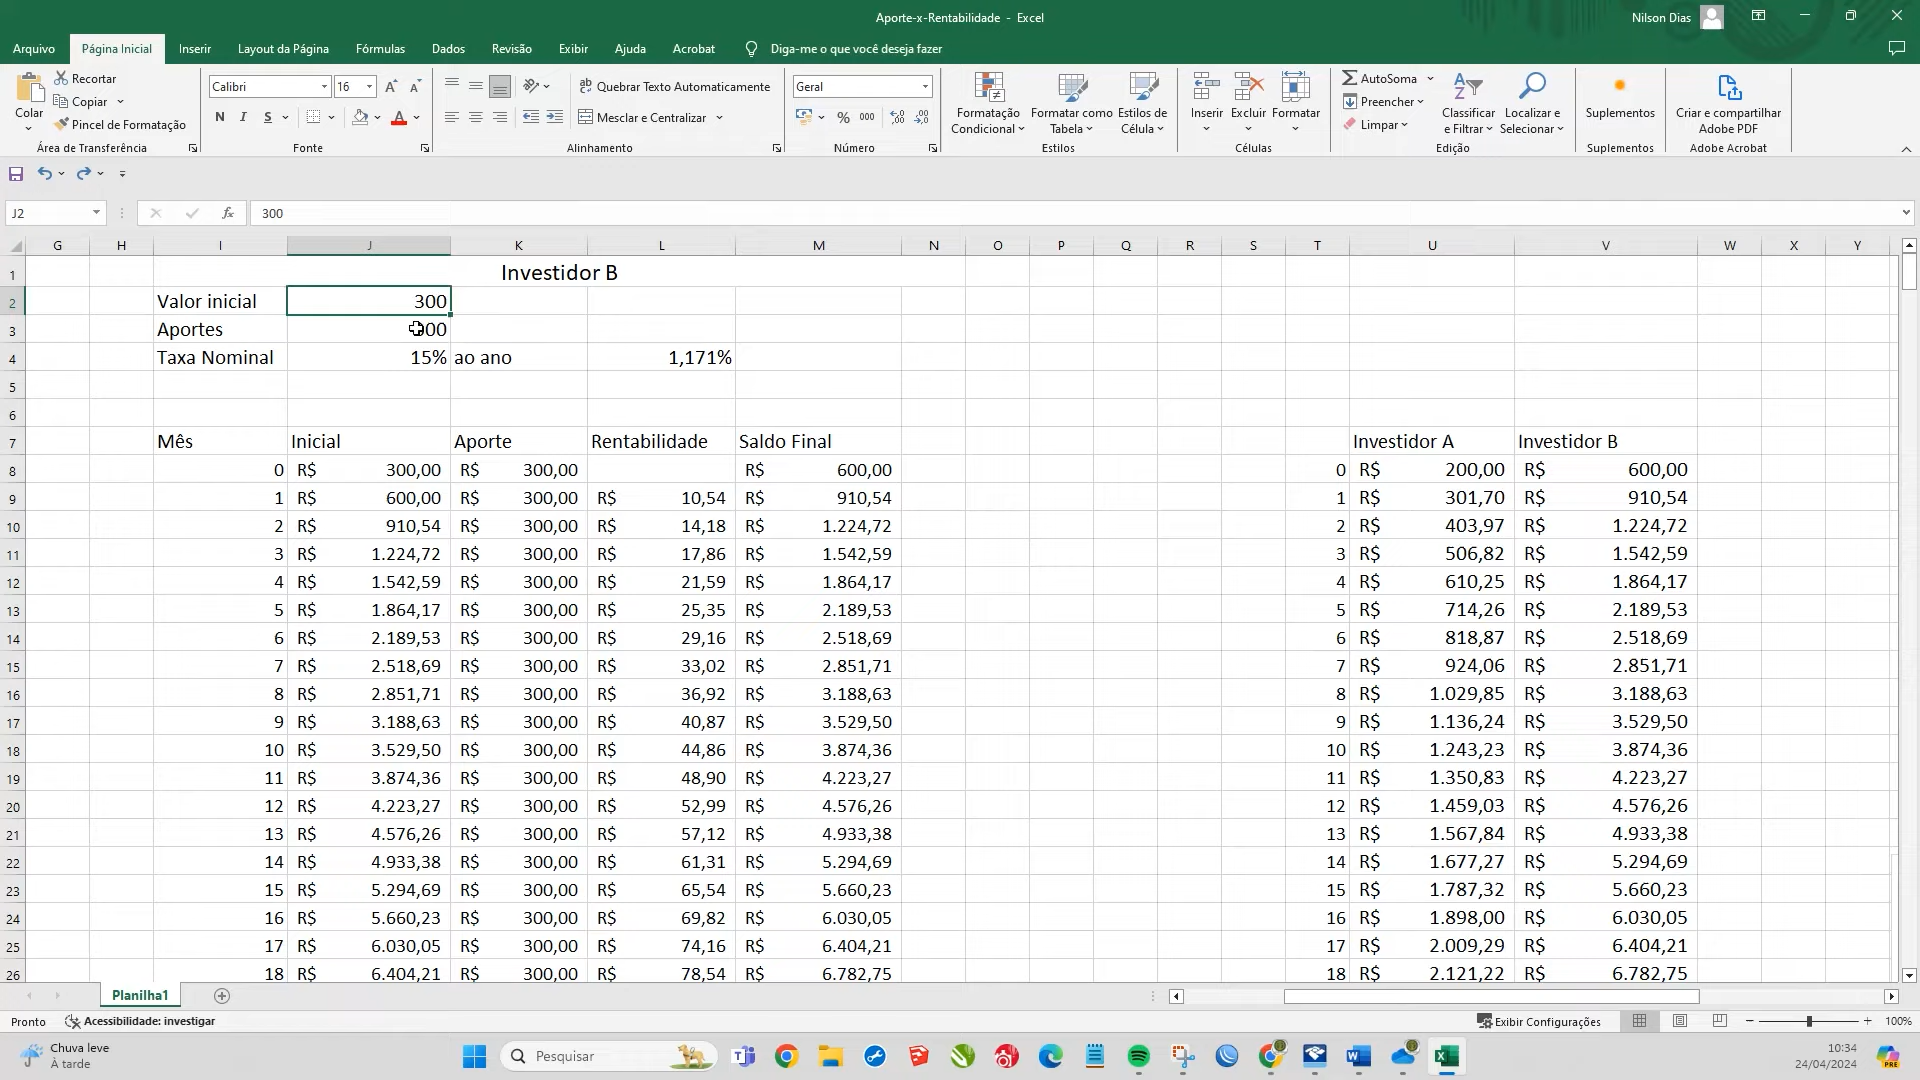 Aporte-x-Rentabilidade - Excel
Nilson Dias
Arquivo Página Inicial Inserir Layout da Página Fórmulas Dados Revisão Exibir Ajuda Acrobat Diga-me o que você deseja fazer
Colar Recortar Copiar Pincel de Formatação
Calibri 16
N I S
ab Quebrar Texto Automaticamente
Mesclar e Centralizar
Geral
% 000
Formatação Condicional
Formatar como Tabela
Estilos de Célula
Inserir Excluir Formatar
AutoSoma
Preencher
Limpar
Classificar e Filtrar
Localizar e Selecionar
Suplementos
Criar e compartilhar Adobe PDF
Área de Transferência Fonte Alinhamento Número Estilos Células Edição Suplementos Adobe Acrobat
J2 fx 300
G H I J K L M N O P Q R S T U V W X Y
1 Investidor B
2 Valor inicial 300
3 Aportes 00
4 Taxa Nominal 15% ao ano 1,171%
5
6
7 Mês Inicial Aporte Rentabilidade Saldo Final Investidor A Investidor B
8 0 R$ 300,00 R$ 300,00 R$ 600,00 0 R$ 200,00 R$ 600,00
9 1 R$ 600,00 R$ 300,00 R$ 10,54 R$ 910,54 1 R$ 301,70 R$ 910,54
10 2 R$ 910,54 R$ 300,00 R$ 14,18 R$ 1.224,72 2 R$ 403,97 R$ 1.224,72
11 3 R$ 1.224,72 R$ 300,00 R$ 17,86 R$ 1.542,59 3 R$ 506,82 R$ 1.542,59
12 4 R$ 1.542,59 R$ 300,00 R$ 21,59 R$ 1.864,17 4 R$ 610,25 R$ 1.864,17
13 5 R$ 1.864,17 R$ 300,00 R$ 25,35 R$ 2.189,53 5 R$ 714,26 R$ 2.189,53
14 6 R$ 2.189,53 R$ 300,00 R$ 29,16 R$ 2.518,69 6 R$ 818,87 R$ 2.518,69
15 7 R$ 2.518,69 R$ 300,00 R$ 33,02 R$ 2.851,71 7 R$ 924,06 R$ 2.851,71
16 8 R$ 2.851,71 R$ 300,00 R$ 36,92 R$ 3.188,63 8 R$ 1.029,85 R$ 3.188,63
17 9 R$ 3.188,63 R$ 300,00 R$ 40,87 R$ 3.529,50 9 R$ 1.136,24 R$ 3.529,50
18 10 R$ 3.529,50 R$ 300,00 R$ 44,86 R$ 3.874,36 10 R$ 1.243,23 R$ 3.874,36
19 11 R$ 3.874,36 R$ 300,00 R$ 48,90 R$ 4.223,27 11 R$ 1.350,83 R$ 4.223,27
20 12 R$ 4.223,27 R$ 300,00 R$ 52,99 R$ 4.576,26 12 R$ 1.459,03 R$ 4.576,26
21 13 R$ 4.576,26 R$ 300,00 R$ 57,12 R$ 4.933,38 13 R$ 1.567,84 R$ 4.933,38
22 14 R$ 4.933,38 R$ 300,00 R$ 61,31 R$ 5.294,69 14 R$ 1.677,27 R$ 5.294,69
23 15 R$ 5.294,69 R$ 300,00 R$ 65,54 R$ 5.660,23 15 R$ 1.787,32 R$ 5.660,23
24 16 R$ 5.660,23 R$ 300,00 R$ 69,82 R$ 6.030,05 16 R$ 1.898,00 R$ 6.030,05
25 17 R$ 6.030,05 R$ 300,00 R$ 74,16 R$ 6.404,21 17 R$ 2.009,29 R$ 6.404,21
26 18 R$ 6.404,21 R$ 300,00 R$ 78,54 R$ 6.782,75 18 R$ 2.121,22 R$ 6.782,75
Planilha1
Pronto Acessibilidade: investigar Exibir Configurações 100%
Chuva leve
À tarde
Pesquisar
10:34
24/04/2024